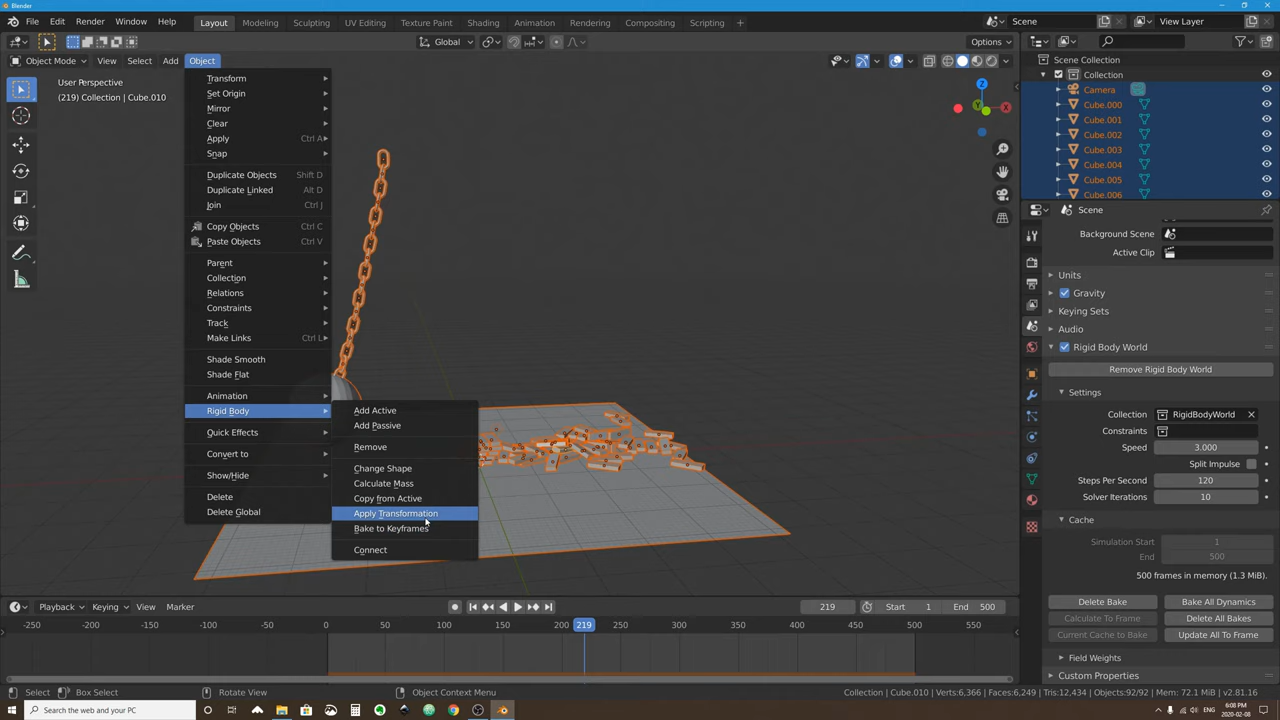 Blender
File Edit Render Window Help Layout Modeling Sculpting UV Editing Texture Paint Shading Animation Rendering Compositing Scripting + Scene View Layer
Global Options
Object Mode View Select Add Object
User Perspective
(219) Collection | Cube.010
Transform
Set Origin
Mirror
Clear
Apply Ctrl A
Snap
Duplicate Objects Shift D
Duplicate Linked Alt D
Join Ctrl J
Copy Objects Ctrl C
Paste Objects Ctrl V
Parent
Collection
Relations
Constraints
Track
Make Links Ctrl L
Shade Smooth
Shade Flat
Animation
Rigid Body
Quick Effects
Convert to
Show/Hide
Delete
Delete Global
Add Active
Add Passive
Remove
Change Shape
Calculate Mass
Copy from Active
Apply Transformation
Bake to Keyframes
Connect
Z
X
Y
Scene Collection
Collection
Camera
Cube.000
Cube.001
Cube.002
Cube.003
Cube.004
Cube.005
Cube.006
Scene
Background Scene
Active Clip
Units
Gravity
Keying Sets
Audio
Rigid Body World
Remove Rigid Body World
Settings
Collection RigidBodyWorld
Constraints
Speed 3.000
Split Impulse
Steps Per Second 120
Solver Iterations 10
Cache
Simulation Start 1
End 500
500 frames in memory (1.3 MiB).
Delete Bake Bake All Dynamics
Calculate To Frame Delete All Bakes
Current Cache to Bake Update All To Frame
Field Weights
Custom Properties
Playback Keying View Marker 219 Start 1 End 500
-250 -200 -150 -100 -50 0 50 100 150 200 219 250 300 350 400 450 500 550
Select Box Select Rotate View Object Context Menu Collection | Cube.010 | Verts:6,366 | Faces:6,249 | Tris:12,434 | Objects:92/92 | Mem: 72.1 MiB | v2.81.16
Search the web and your PC
6:08 PM
2020-02-08